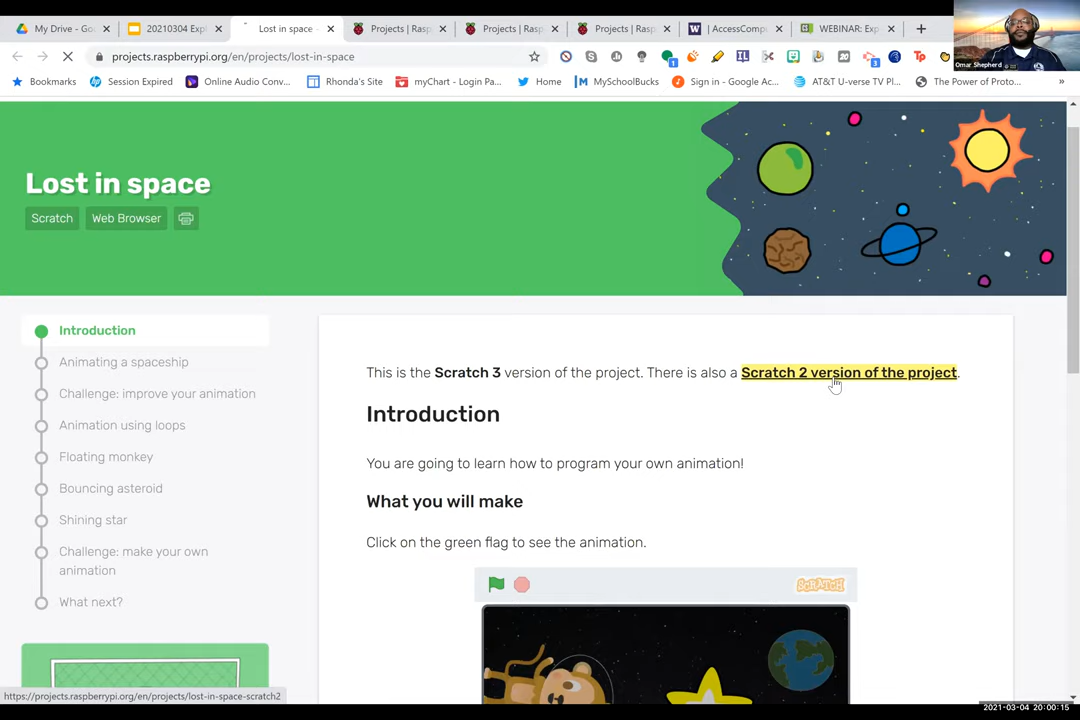 My Drive - Goo
20210304 Expl
Lost in space -
Projects | Rasp
Projects | Rasp
Projects | Rasp
| AccessComp
WEBINAR: Exp
projects.raspberrypi.org/en/projects/lost-in-space
Bookmarks
Session Expired
Online Audio Conv...
Rhonda's Site
myChart - Login Pa...
Home
MySchoolBucks
Sign in - Google Ac...
AT&T U-verse TV Pl...
The Power of Proto...
»
Omar Shepherd
Lost in space
Scratch
Web Browser
Introduction
Animating a spaceship
Challenge: improve your animation
Animation using loops
Floating monkey
Bouncing asteroid
Shining star
Challenge: make your own
animation
What next?
This is the Scratch 3 version of the project. There is also a Scratch 2 version of the project.
Introduction
You are going to learn how to program your own animation!
What you will make
Click on the green flag to see the animation.
SCRATCH
https://projects.raspberrypi.org/en/projects/lost-in-space-scratch2
2021-03-04 20:00:15